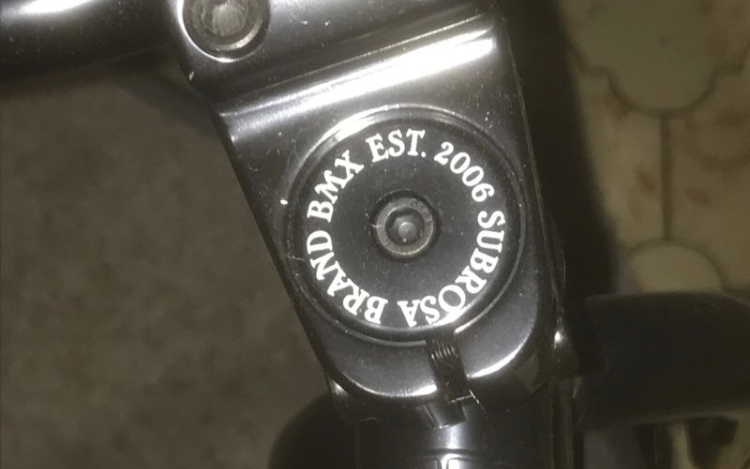 SUBROSA BRAND BMX EST. 2006